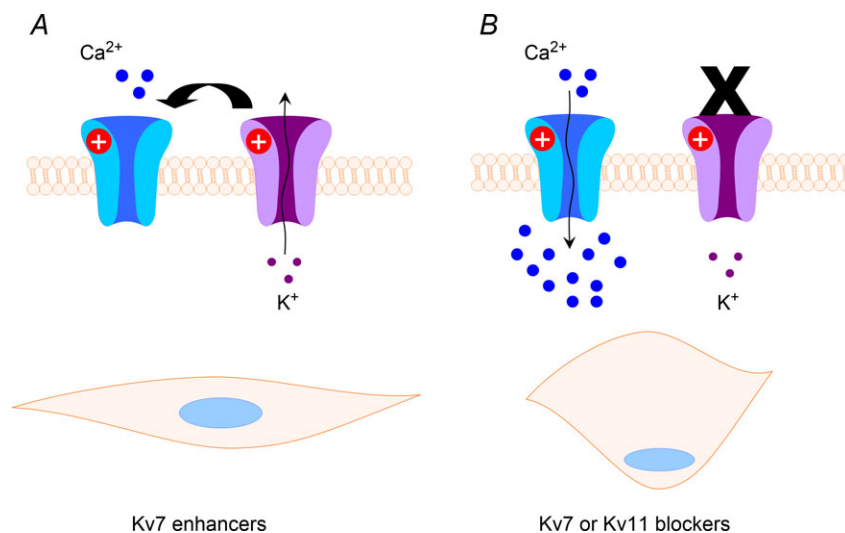 A
B
Ca²⁺
Ca²⁺
X
+
+
+
+
K⁺
K⁺
Kv7 enhancers
Kv7 or Kv11 blockers